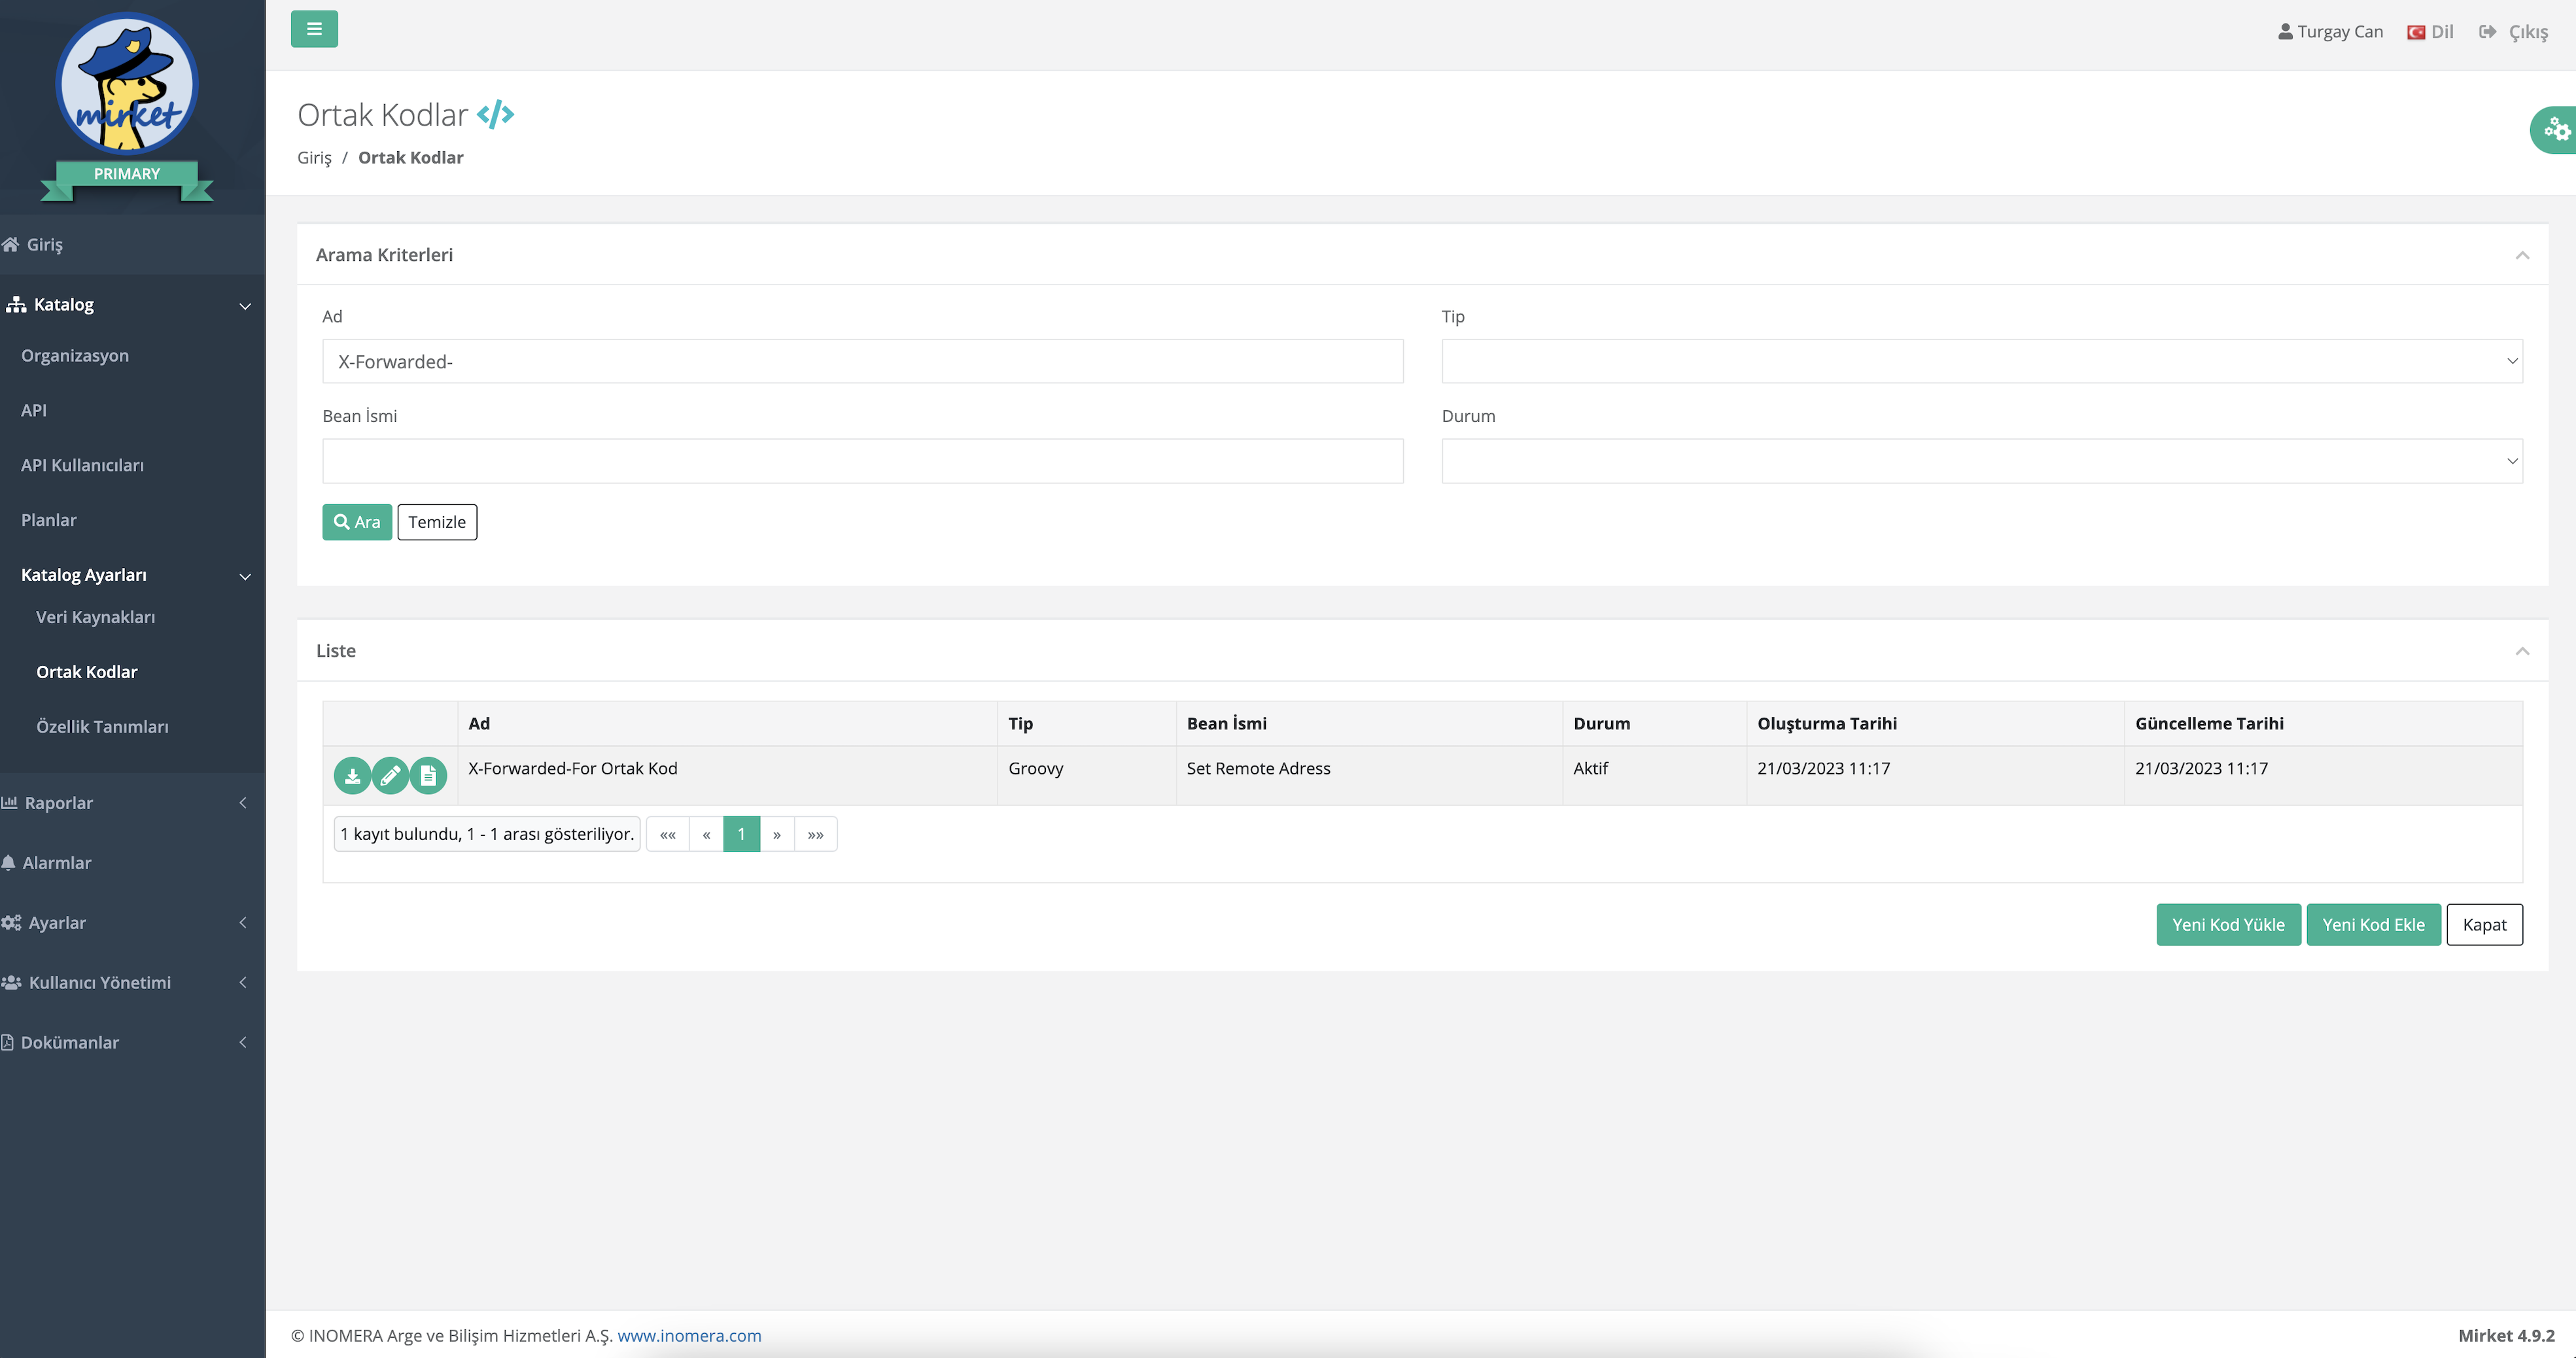 mirket
PRIMARY
Giriş
Katalog
Organizasyon
API
API Kullanıcıları
Planlar
Katalog Ayarları
Veri Kaynakları
Ortak Kodlar
Özellik Tanımları
Raporlar
Alarmlar
Ayarlar
Kullanıcı Yönetimi
Dokümanlar
Turgay Can Dil Çıkış
Ortak Kodlar </>
Giriş / Ortak Kodlar
Arama Kriterleri
Ad Tip
X-Forwarded-
Bean İsmi Durum
Ara Temizle
Liste
Ad Tip Bean İsmi Durum Oluşturma Tarihi Güncelleme Tarihi
X-Forwarded-For Ortak Kod Groovy Set Remote Adress Aktif 21/03/2023 11:17 21/03/2023 11:17
1 kayıt bulundu, 1 - 1 arası gösteriliyor. «« « 1 » »»
Yeni Kod Yükle Yeni Kod Ekle Kapat
© INOMERA Arge ve Bilişim Hizmetleri A.Ş. www.inomera.com Mirket 4.9.2